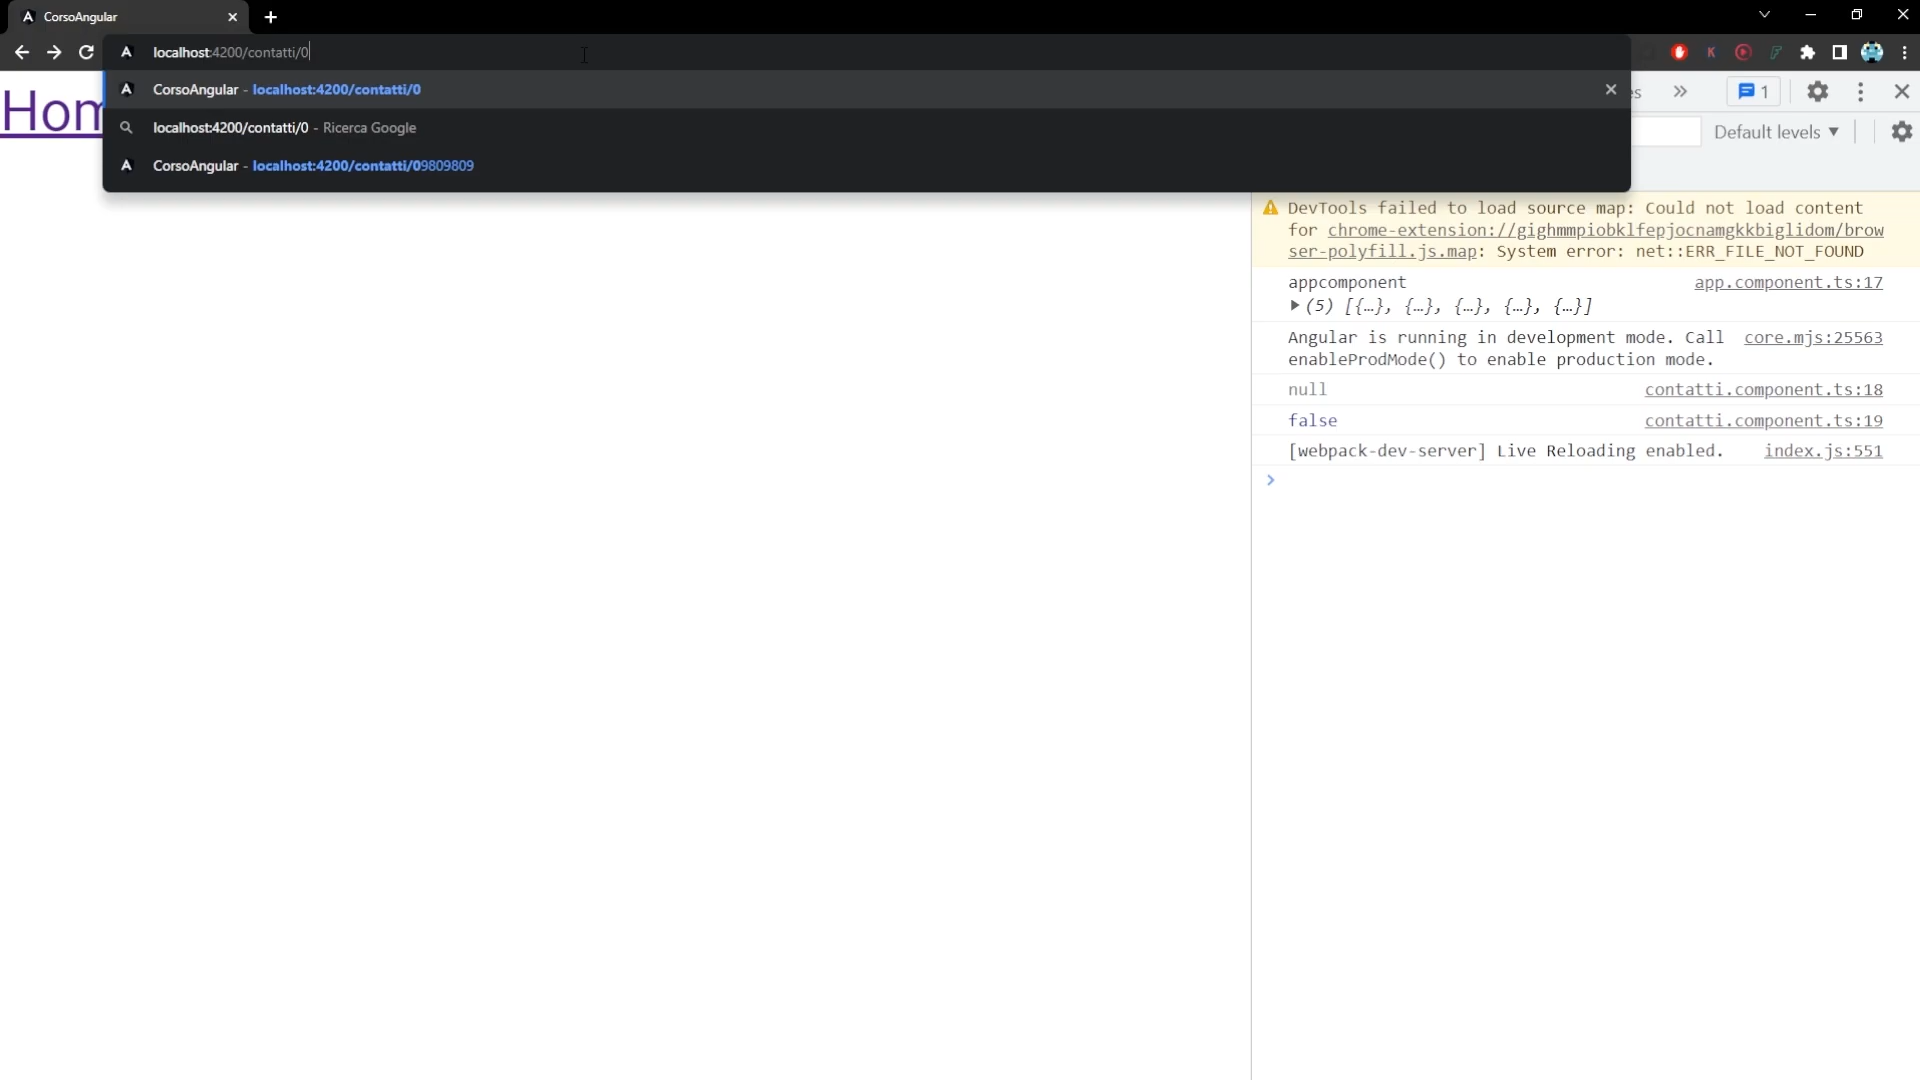 CorsoAngular
localhost:4200/contatti/0
CorsoAngular - localhost:4200/contatti/0
localhost:4200/contatti/0 - Ricerca Google
CorsoAngular - localhost:4200/contatti/09809809
Hom
es
1
Default levels
DevTools failed to load source map: Could not load content
for chrome-extension://gighmmpiobklfepjocnamgkkbiglidom/brow
ser-polyfill.js.map: System error: net::ERR_FILE_NOT_FOUND
appcomponent app.component.ts:17
(5) [{…}, {…}, {…}, {…}, {…}]
Angular is running in development mode. Call core.mjs:25563
enableProdMode() to enable production mode.
null contatti.component.ts:18
false contatti.component.ts:19
[webpack-dev-server] Live Reloading enabled. index.js:551